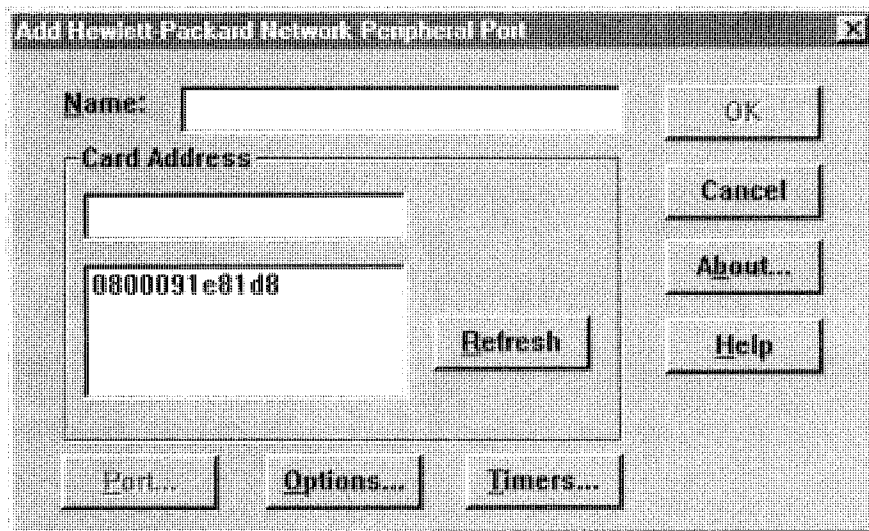 Add Hewlett-Packard Network Peripheral Port
Name:
OK
Card Address
Cancel
0800091e81d8
About...
Refresh
Help
Port...
Options...
Timers...